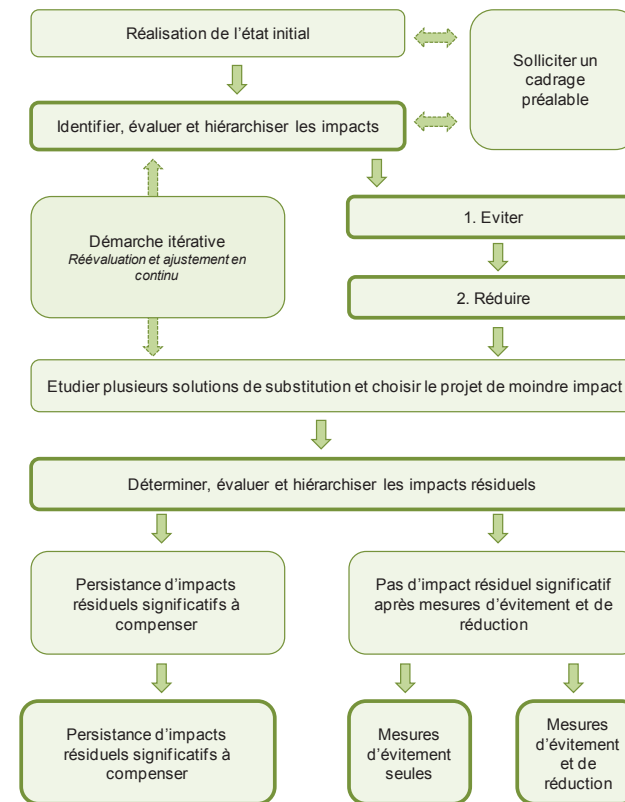 Réalisation de l'état initial
Solliciter un
cadrage
préalable
Identifier, évaluer et hiérarchiser les impacts
1. Eviter
Démarche itérative
Réévaluation et ajustement en
continu
2. Réduire
Etudier plusieurs solutions de substitution et choisir le projet de moindre impact
Déterminer, évaluer et hiérarchiser les impacts résiduels
Persistance d'impacts
résiduels significatifs à
compenser
Pas d'impact résiduel significatif
après mesures d'évitement et de
réduction
Persistance d'impacts
résiduels significatifs à
compenser
Mesures
d'évitement
seules
Mesures
d'évitement
et de
réduction